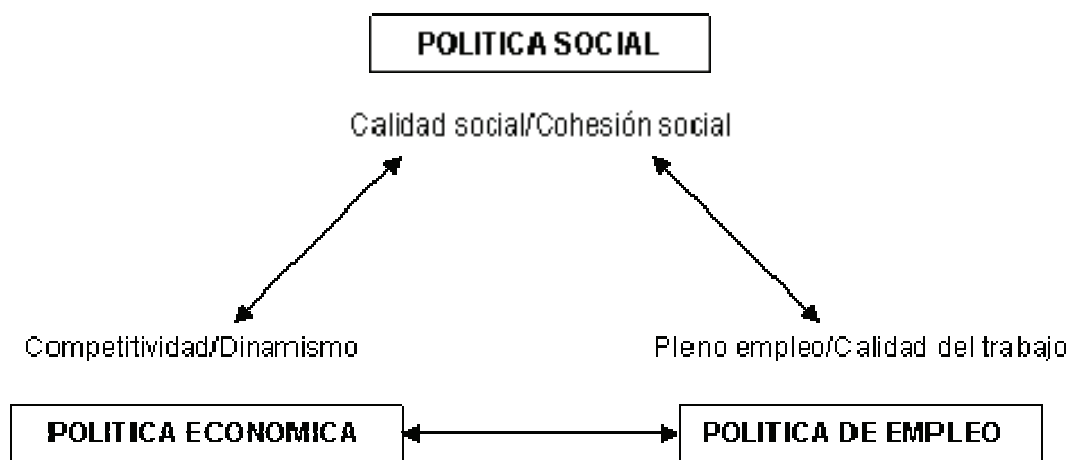 POLITICA SOCIAL
Calidad social/Cohesión social
Competitividad/Dinamismo
Pleno empleo/Calidad del trabajo
POLITICA ECONOMICA
POLITICA DE EMPLEO